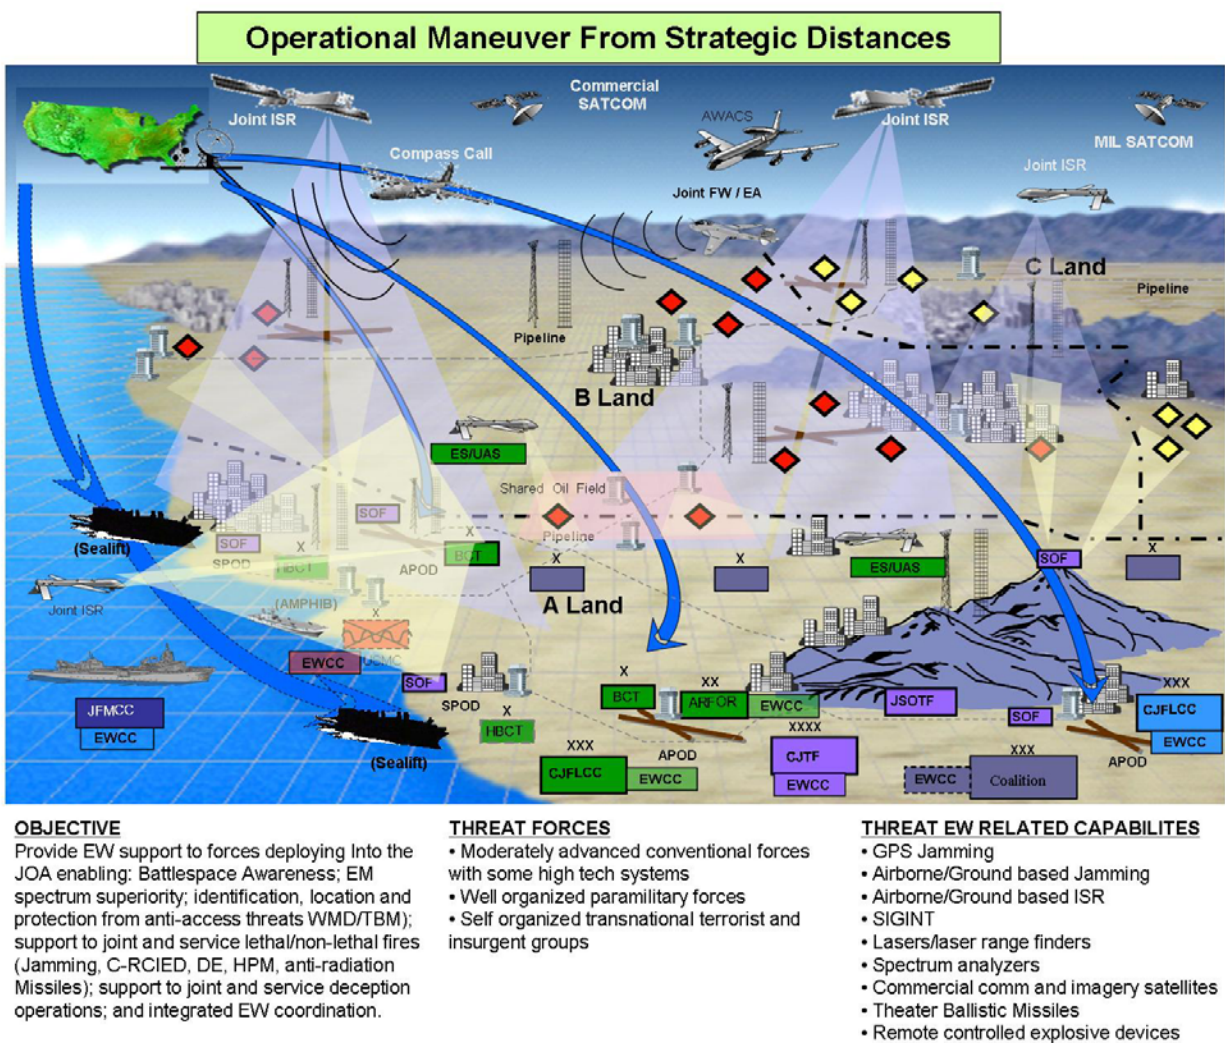 Operational Maneuver From Strategic Distances
Joint ISR
Commercial
SATCOM
AWACS
Joint ISR
MIL SATCOM
Compass Call
Joint ISR
Joint FW / EA
C Land
Pipeline
Pipeline
B Land
ES/UAS
Shared Oil Field
SOF
Pipeline
(Sealift)
SOF
X
SPOD
HBCT
APOD
X
BCT
X
X
ES/UAS
SOF
X
Joint ISR
(AMPHIB)
X
A Land
USMC
EWCC
SOF
SPOD
X
HBCT
X
BCT
XX
ARFOR
EWCC
JSOTF
SOF
XXX
CJFLCC
EWCC
JFMCC
EWCC
(Sealift)
XXX
CJFLCC
EWCC
APOD
XXXX
CJTF
EWCC
EWCC
XXX
Coalition
APOD
OBJECTIVE
Provide EW support to forces deploying Into the
JOA enabling: Battlespace Awareness; EM
spectrum superiority; identification, location and
protection from anti-access threats WMD/TBM);
support to joint and service lethal/non-lethal fires
(Jamming, C-RCIED, DE, HPM, anti-radiation
Missiles); support to joint and service deception
operations; and integrated EW coordination.
THREAT FORCES
• Moderately advanced conventional forces
with some high tech systems
• Well organized paramilitary forces
• Self organized transnational terrorist and
insurgent groups
THREAT EW RELATED CAPABILITES
• GPS Jamming
• Airborne/Ground based Jamming
• Airborne/Ground based ISR
• SIGINT
• Lasers/laser range finders
• Spectrum analyzers
• Commercial comm and imagery satellites
• Theater Ballistic Missiles
• Remote controlled explosive devices